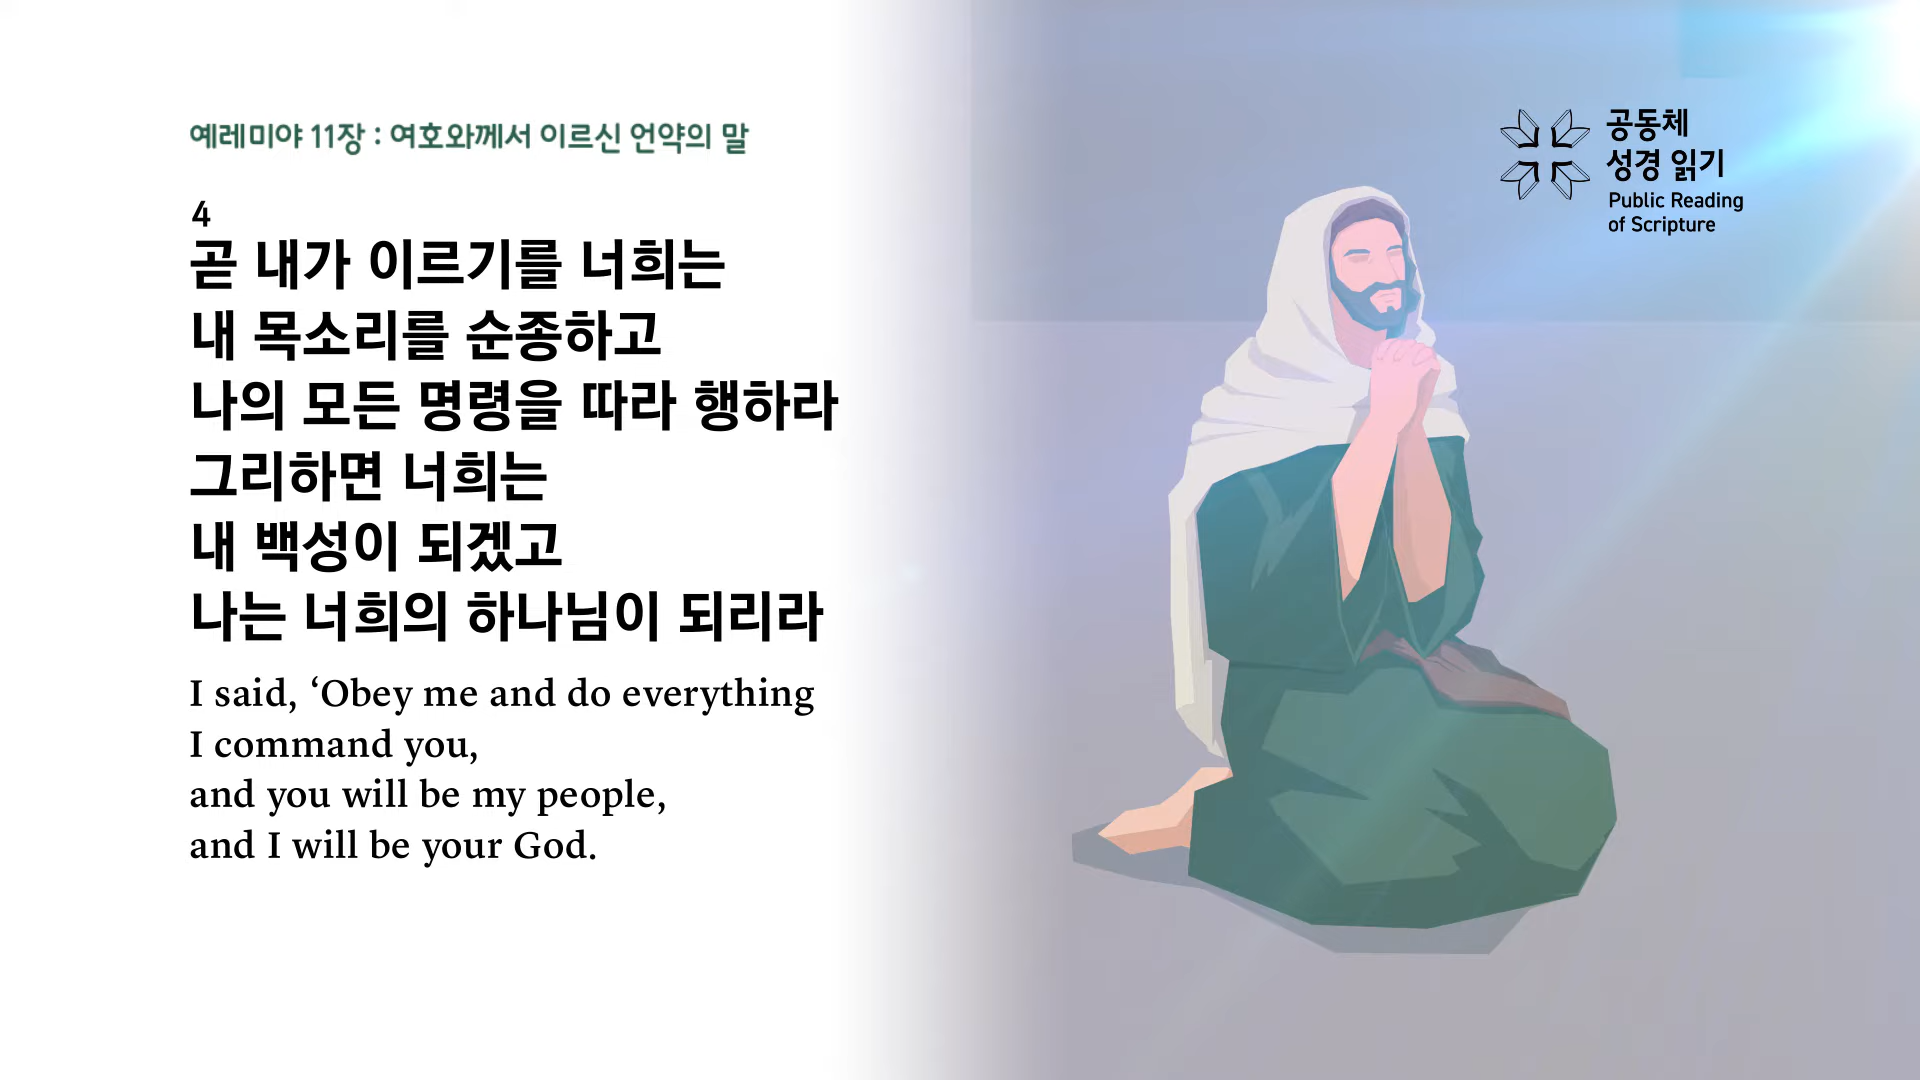 예레미야 11장 : 여호와께서 이르신 언약의 말
4
곧 내가 이르기를 너희는
내 목소리를 순종하고
나의 모든 명령을 따라 행하라
그리하면 너희는
내 백성이 되겠고
나는 너희의 하나님이 되리라
I said, ‘Obey me and do everything
I command you,
and you will be my people,
and I will be your God.
공동체
성경 읽기
Public Reading
of Scripture